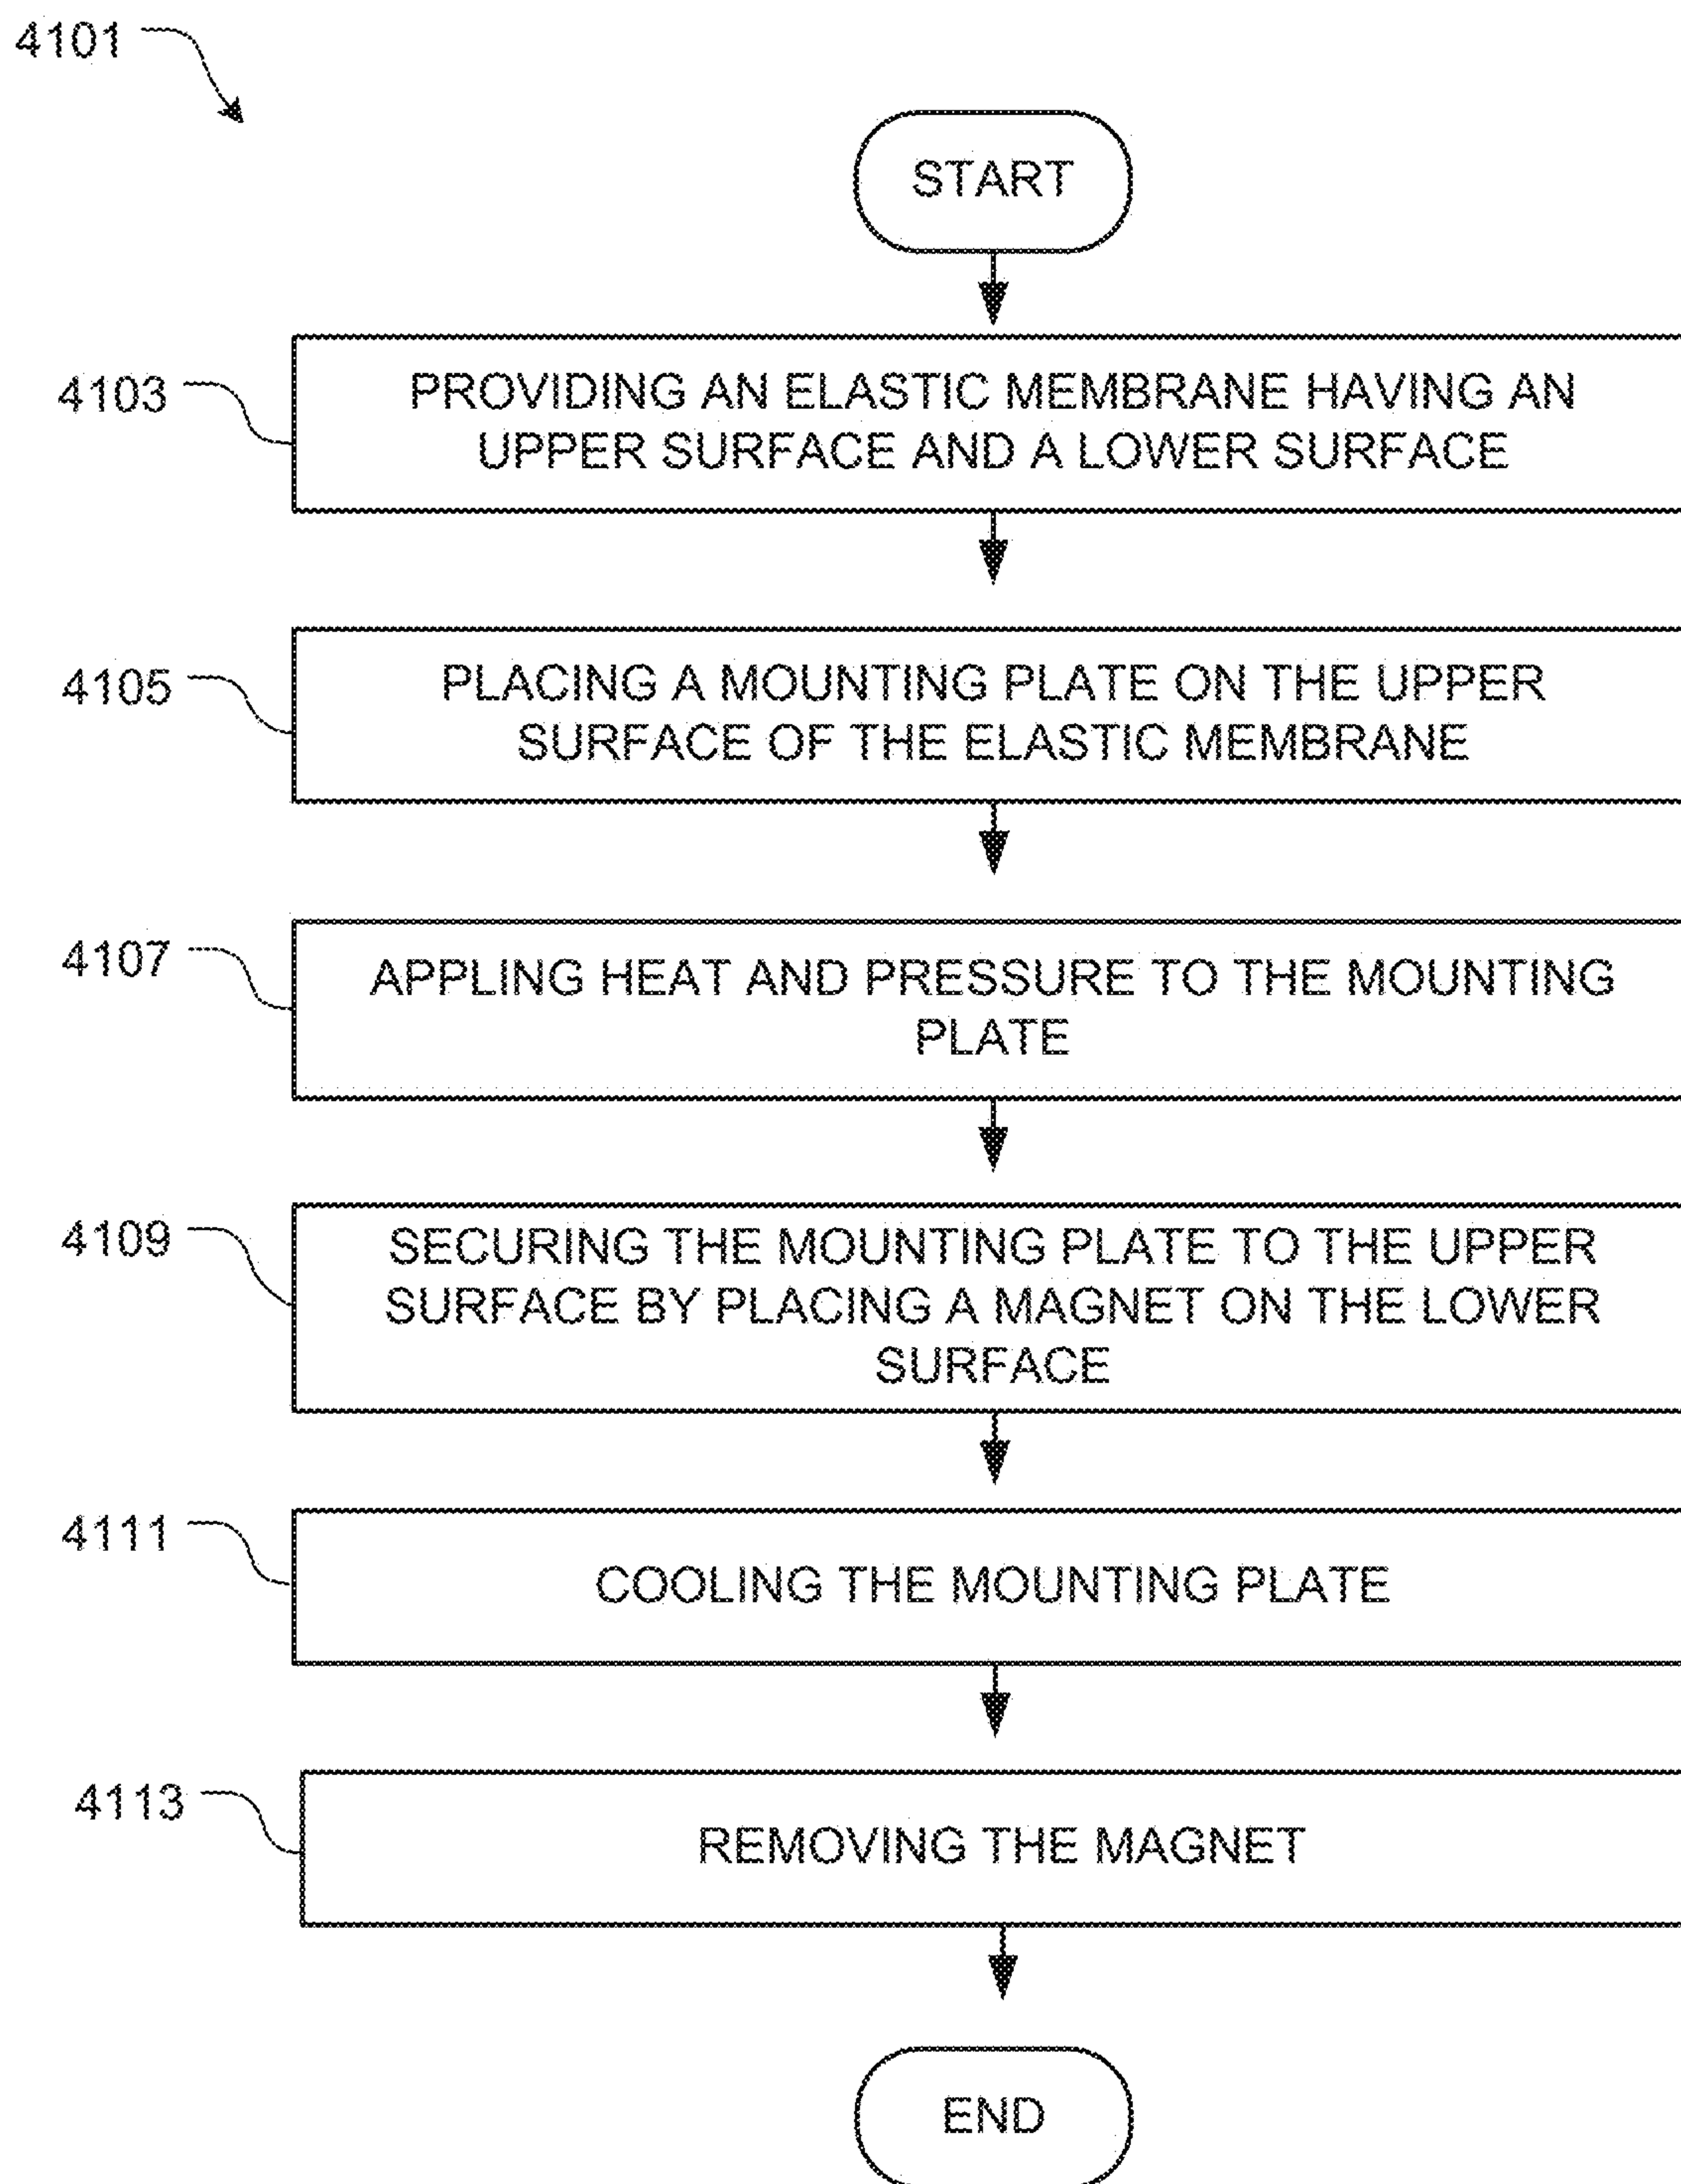 4101
START
4103
PROVIDING AN ELASTIC MEMBRANE HAVING AN
UPPER SURFACE AND A LOWER SURFACE
4105
PLACING A MOUNTING PLATE ON THE UPPER
SURFACE OF THE ELASTIC MEMBRANE
4107
APPLING HEAT AND PRESSURE TO THE MOUNTING
PLATE
4109
SECURING THE MOUNTING PLATE TO THE UPPER
SURFACE BY PLACING A MAGNET ON THE LOWER
SURFACE
4111
COOLING THE MOUNTING PLATE
4113
REMOVING THE MAGNET
END